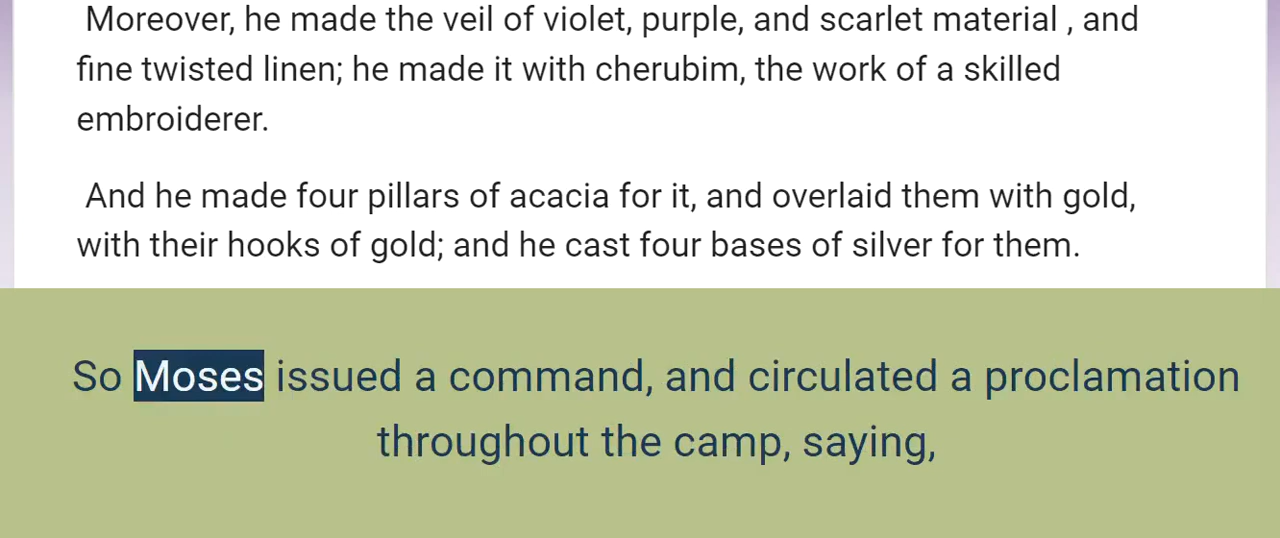 Moreover, he made the veil of violet, purple, and scarlet material , and
fine twisted linen; he made it with cherubim, the work of a skilled
embroiderer.
And he made four pillars of acacia for it, and overlaid them with gold,
with their hooks of gold; and he cast four bases of silver for them.
So Moses issued a command, and circulated a proclamation
throughout the camp, saying,